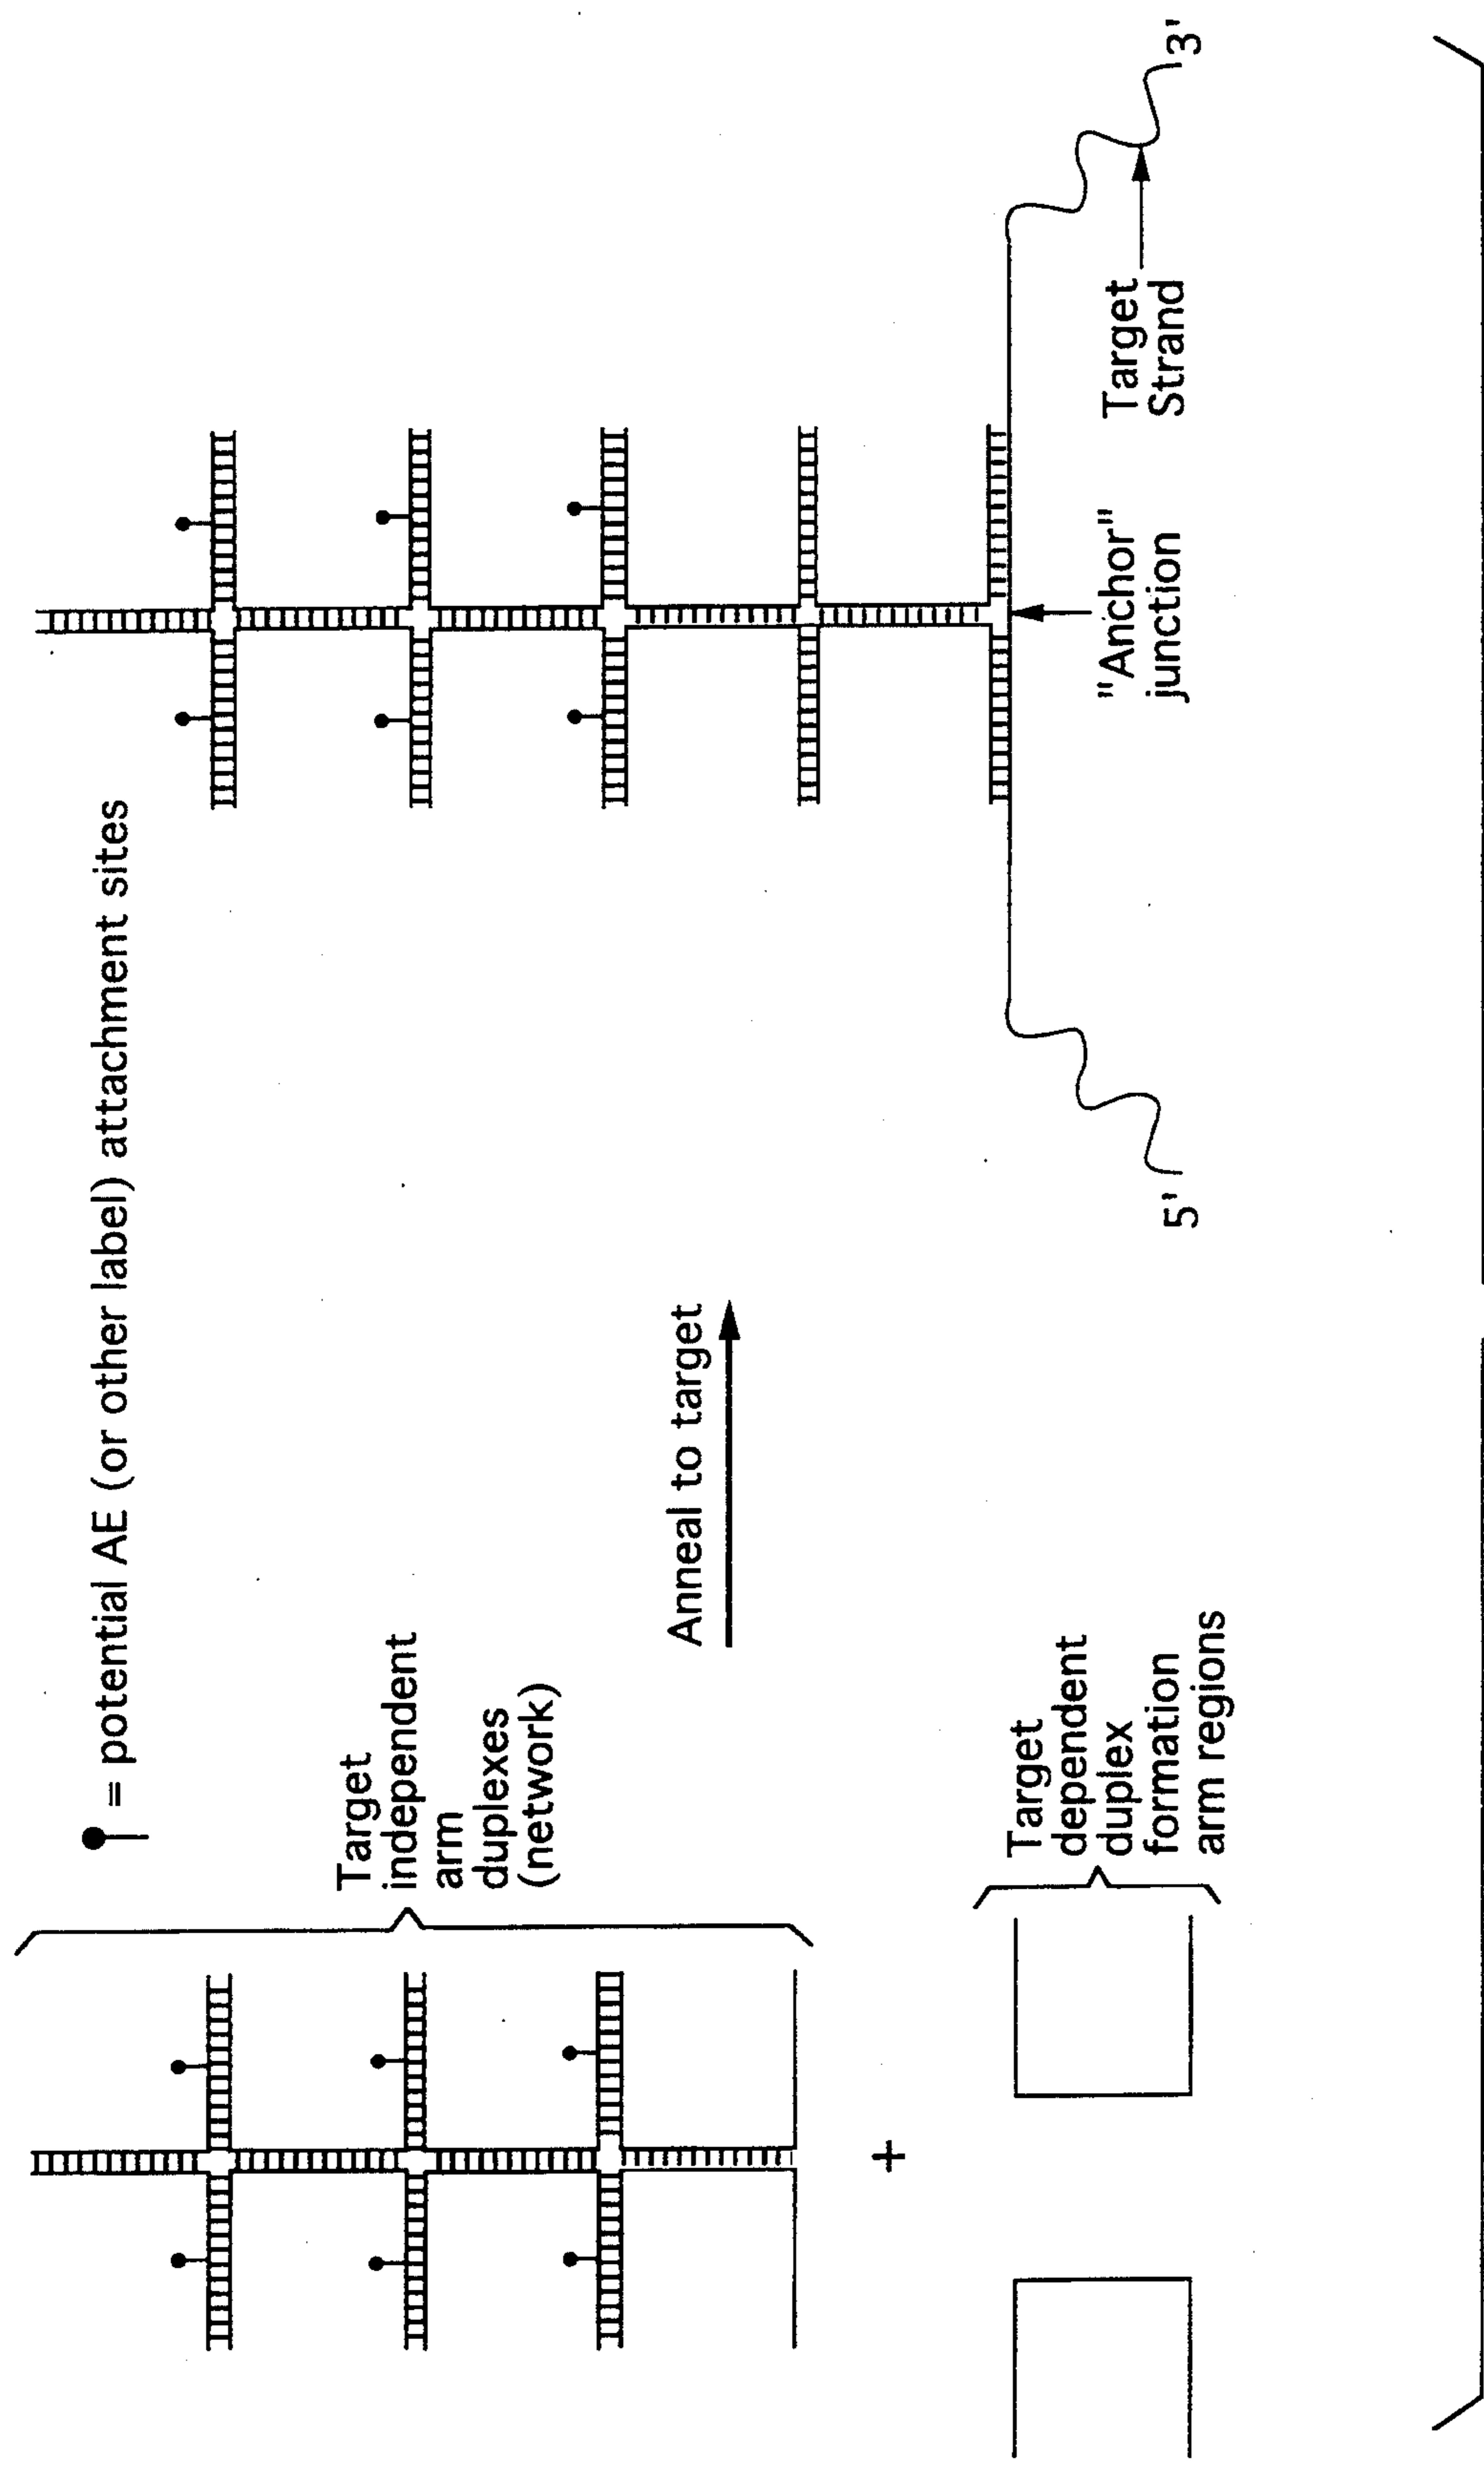 = potential AE (or other label) attachment sites
Target
independent
arm
duplexes
(network)
Anneal to target
+
Target
dependent
duplex
formation
arm regions
5'
"Anchor"
junction
Target
Strand
3'